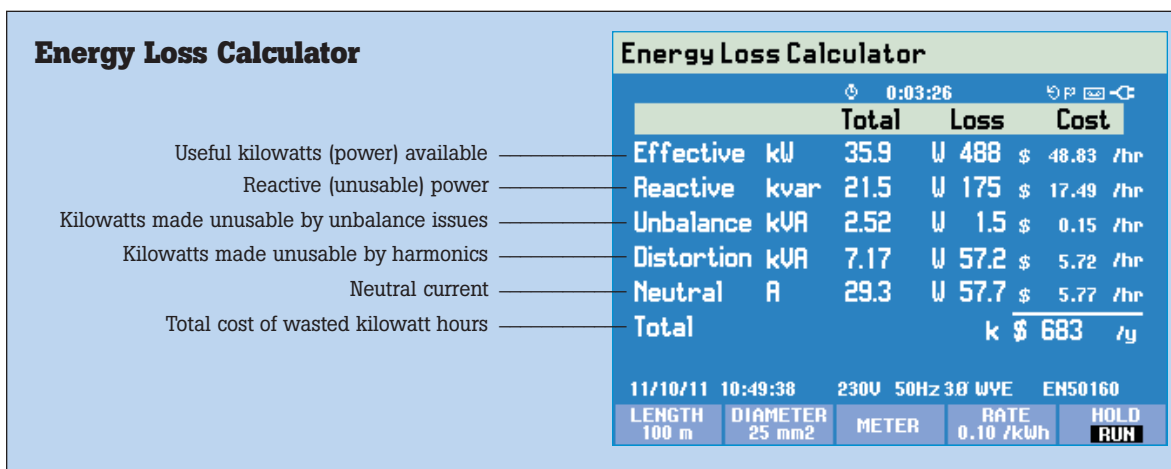 Energy Loss Calculator
Useful kilowatts (power) available
Reactive (unusable) power
Kilowatts made unusable by unbalance issues
Kilowatts made unusable by harmonics
Neutral current
Total cost of wasted kilowatt hours
Energy Loss Calculator
0:03:26
Total Loss Cost
Effective kW 35.9 W 488 $ 48.83 /hr
Reactive kvar 21.5 W 175 $ 17.49 /hr
Unbalance kVA 2.52 W 1.5 $ 0.15 /hr
Distortion kVA 7.17 W 57.2 $ 5.72 /hr
Neutral A 29.3 W 57.7 $ 5.77 /hr
Total k $ 683 /y
11/10/11 10:49:38 230V 50Hz 3Ø WYE EN50160
LENGTH 100 m
DIAMETER 25 mm2
METER
RATE 0.10 /kWh
HOLD RUN